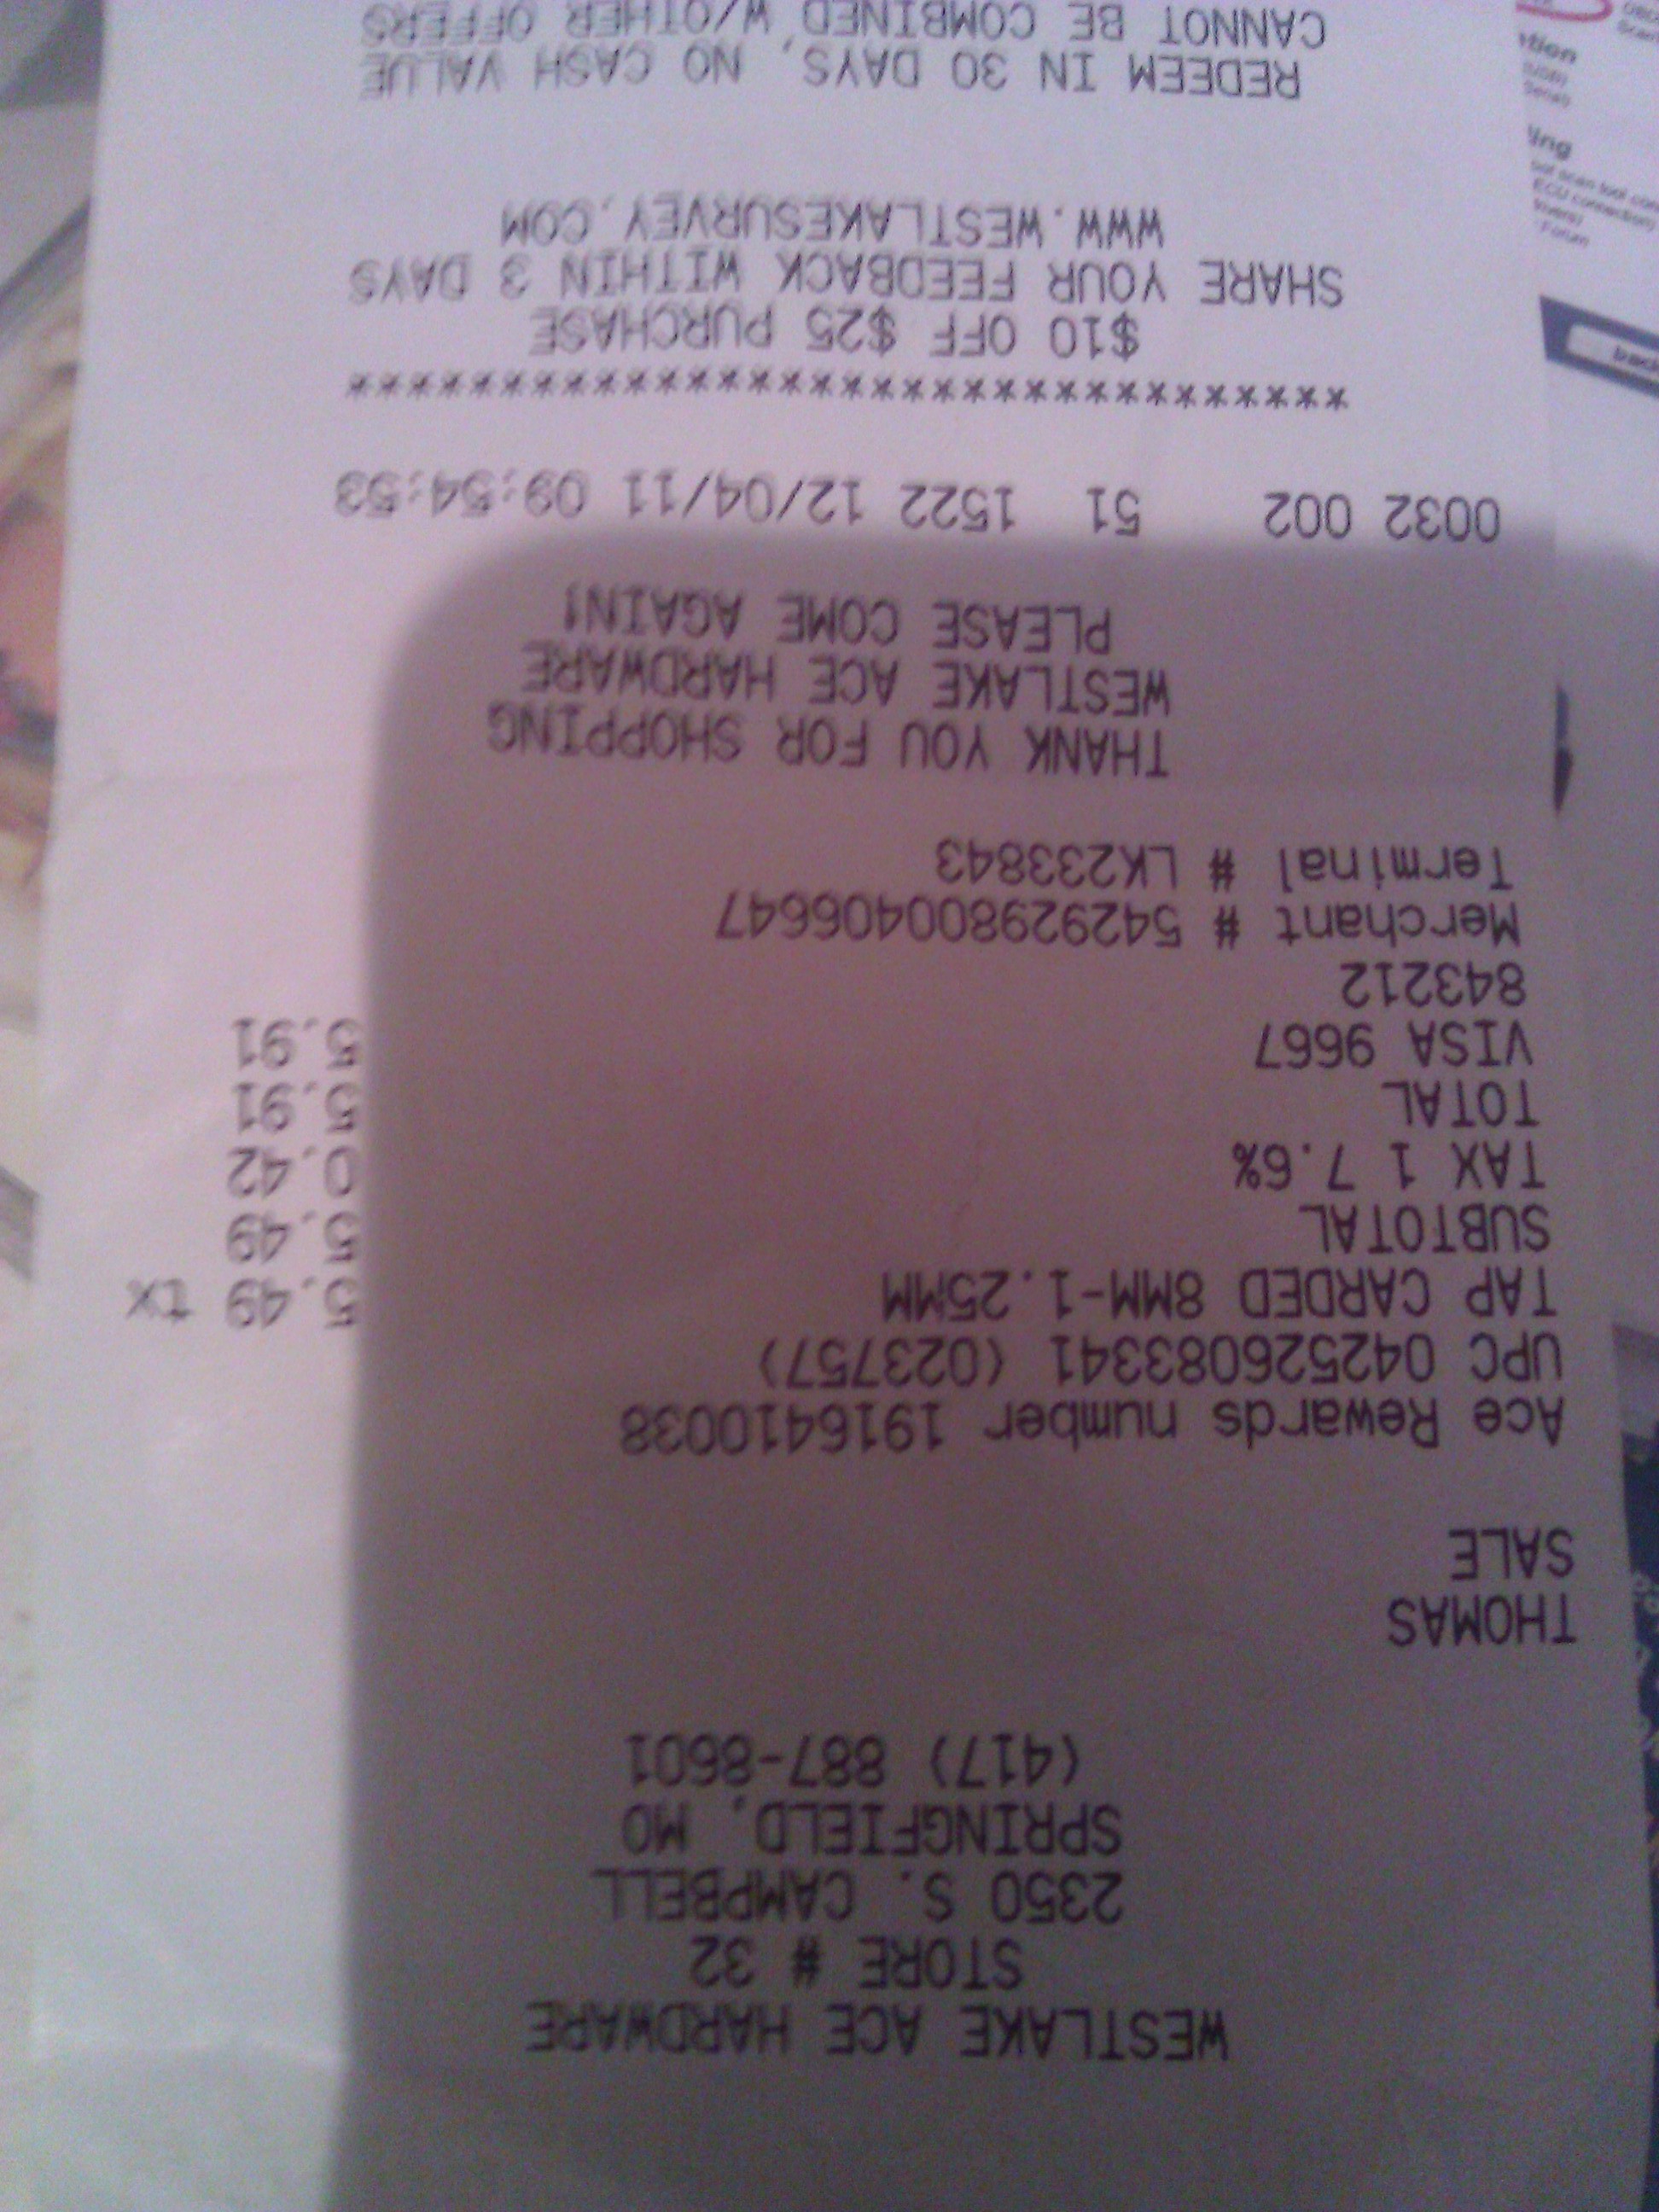 WESTLAKE ACE HARDWARE
STORE # 32
2350 S. CAMPBELL
SPRINGFIELD, MO
(417) 887-8601
THOMAS
SALE
Ace Rewards number 1916410038
UPC 042526083341 (023757)
TAP CARDED 8MM-1.25MM 5.49 tx
SUBTOTAL 5.49
TAX 1 7.6% 0.42
TOTAL 5.91
VISA 9667 5.91
843212
Merchant # 542929800406647
Terminal # LK233843
THANK YOU FOR SHOPPING
WESTLAKE ACE HARDWARE
PLEASE COME AGAIN!
0032 002 51 1522 12/04/11 09:54:53
*********************************
$10 OFF $25 PURCHASE
SHARE YOUR FEEDBACK WITHIN 3 DAYS
WWW.WESTLAKESURVEY.COM
REDEEM IN 30 DAYS, NO CASH VALUE
CANNOT BE COMBINED W/OTHER OFFERS